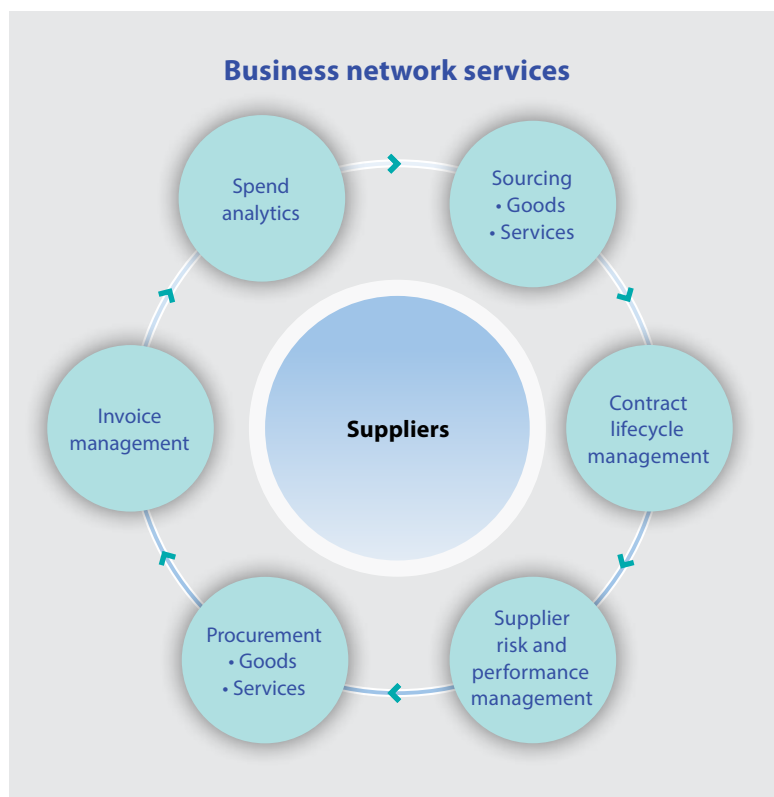 Business network services
Spend
analytics
Sourcing
• Goods
• Services
Contract
lifecycle
management
Supplier
risk and
performance
management
Procurement
• Goods
• Services
Invoice
management
Suppliers